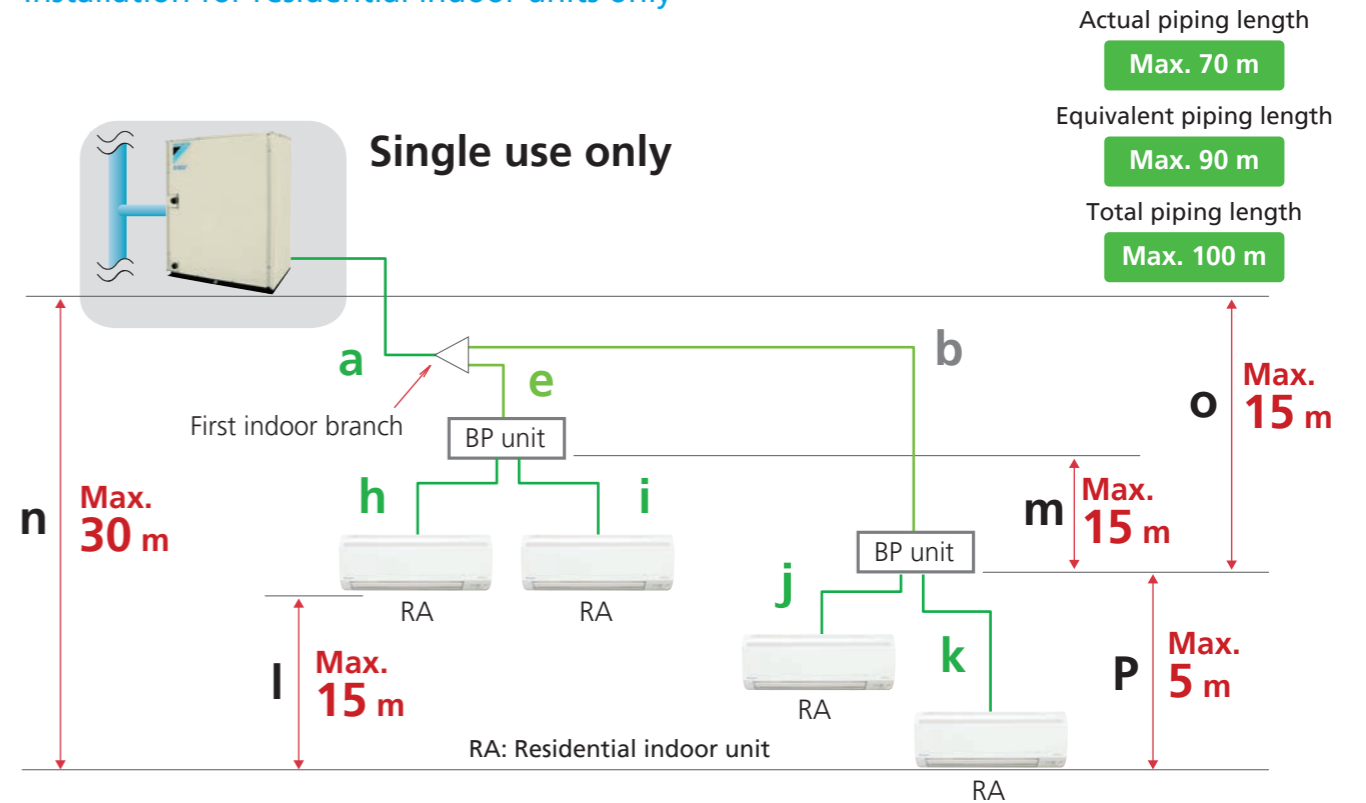 Installation for residential indoor units only
Actual piping length
Max. 70 m
Equivalent piping length
Max. 90 m
Total piping length
Max. 100 m
Single use only
a
b
e
First indoor branch
BP unit
o
Max.
15 m
h
i
n
Max.
30 m
m
Max.
15 m
BP unit
RA
RA
j
k
l
Max.
15 m
P
Max.
5 m
RA
RA: Residential indoor unit
RA